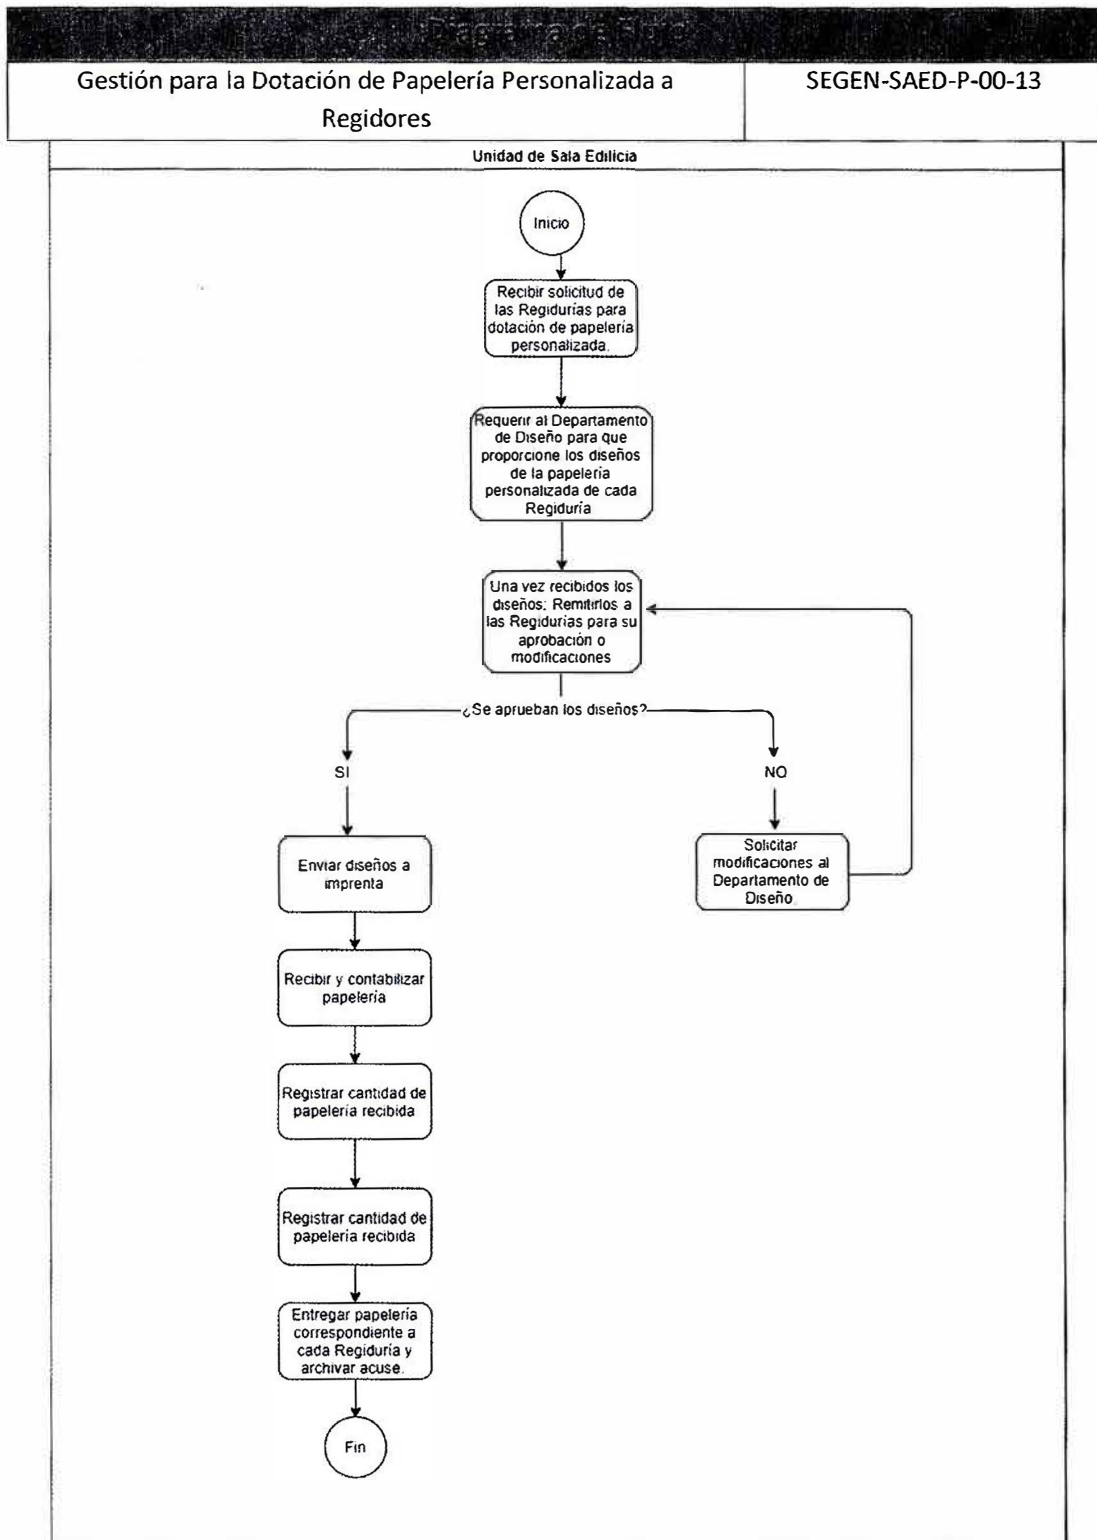 Diagrama de Flujo
Gestión para la Dotación de Papelería Personalizada a
Regidores
SEGEN-SAED-P-00-13
Unidad de Sala Edilicia
Inicio
Recibir solicitud de
las Regidurías para
dotación de papelería
personalizada.
Requerir al Departamento
de Diseño para que
proporcione los diseños
de la papelería
personalizada de cada
Regiduría
Una vez recibidos los
diseños; Remitirlos a
las Regidurías para su
aprobación o
modificaciones
¿Se aprueban los diseños?
SI
NO
Enviar diseños a
imprenta
Solicitar
modificaciones al
Departamento de
Diseño.
Recibir y contabilizar
papelería
Registrar cantidad de
papelería recibida
Registrar cantidad de
papelería recibida
Entregar papelería
correspondiente a
cada Regiduría y
archivar acuse.
Fin